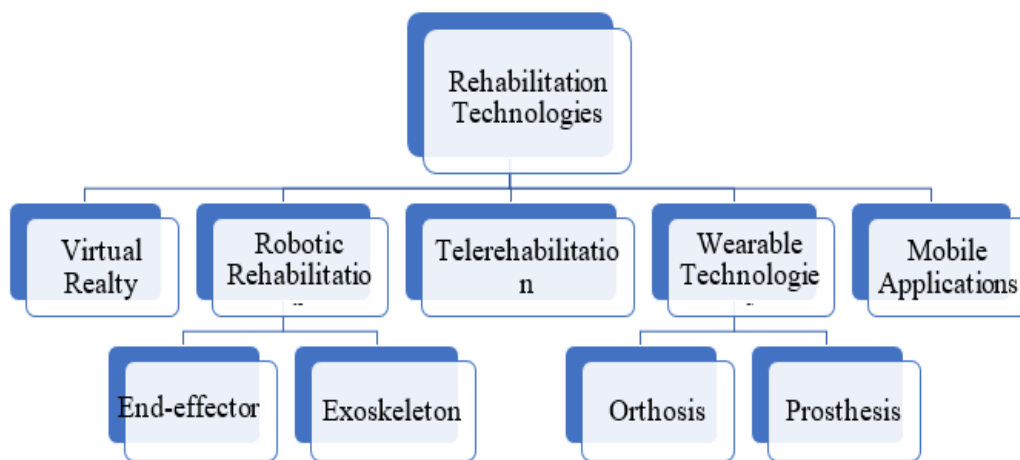 Rehabilitation
Technologies
Virtual
Realty
Robotic
Rehabilitatio
Telerehabilitatio
n
Wearable
Technologie
Mobile
Applications
End-effector
Exoskeleton
Orthosis
Prosthesis